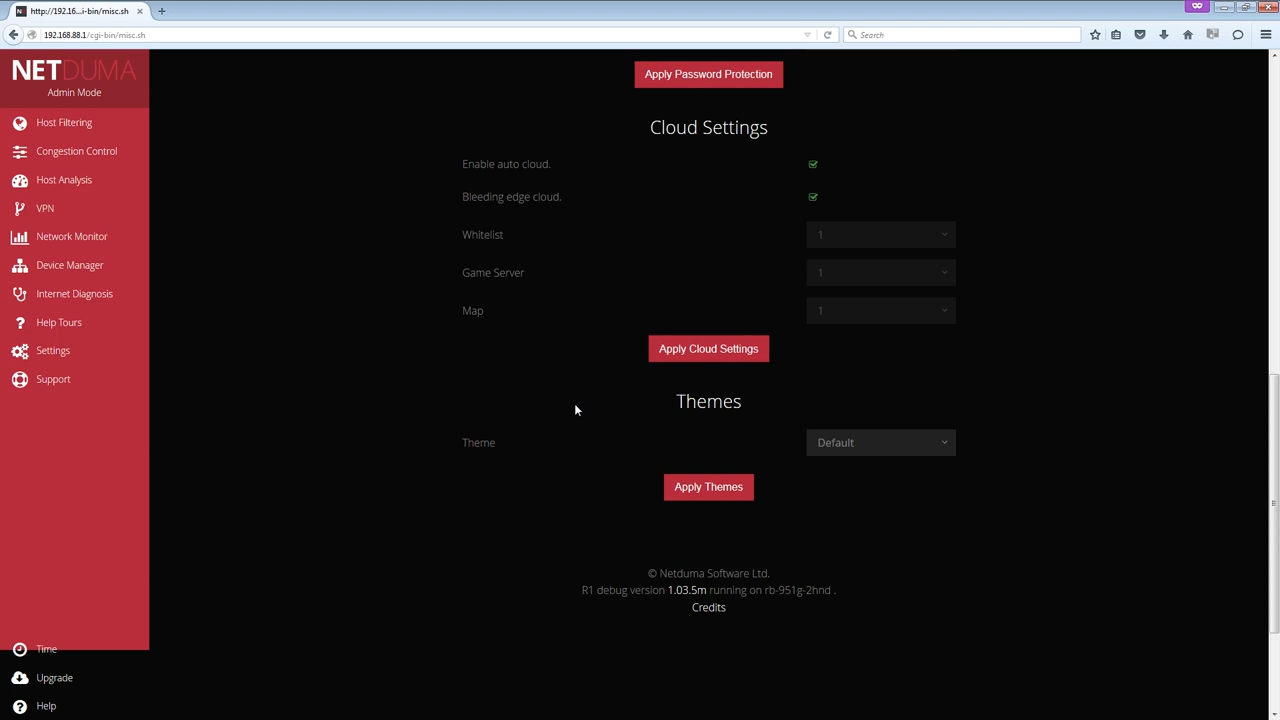 http://192.16...i-bin/misc.sh
192.168.88.1/cgi-bin/misc.sh
Search
NETDUMA
Admin Mode
Host Filtering
Congestion Control
Host Analysis
VPN
Network Monitor
Device Manager
Internet Diagnosis
Help Tours
Settings
Support
Time
Upgrade
Help
Apply Password Protection
Cloud Settings
Enable auto cloud.
Bleeding edge cloud.
Whitelist 1
Game Server 1
Map 1
Apply Cloud Settings
Themes
Theme Default
Apply Themes
© Netduma Software Ltd.
R1 debug version 1.03.5m running on rb-951g-2hnd .
Credits